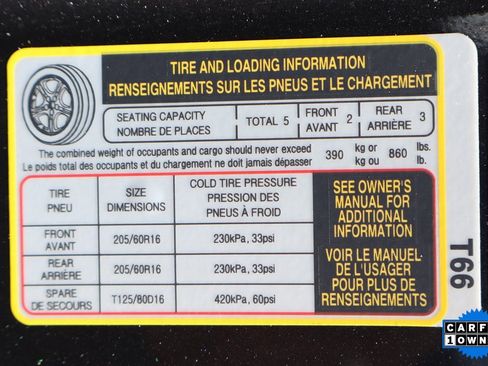 TIRE AND LOADING INFORMATION
RENSEIGNEMENTS SUR LES PNEUS ET LE CHARGEMENT
SEATING CAPACITY
NOMBRE DE PLACES
TOTAL 5
FRONT
AVANT 2
REAR
ARRIÈRE 3
The combined weight of occupants and cargo should never exceed 390 kg or 860 lbs.
Le poids total des occupants et du chargement ne doit jamais dépasser kg ou lb.
TIRE
PNEU
SIZE
DIMENSIONS
COLD TIRE PRESSURE
PRESSION DES
PNEUS À FROID
FRONT
AVANT
205/60R16
230kPa, 33psi
REAR
ARRIÈRE
205/60R16
230kPa, 33psi
SPARE
DE SECOURS
T125/80D16
420kPa, 60psi
SEE OWNER'S
MANUAL FOR
ADDITIONAL
INFORMATION
VOIR LE MANUEL
DE L'USAGER
POUR PLUS DE
RENSEIGNEMENTS
T66
CARF
1 OWN